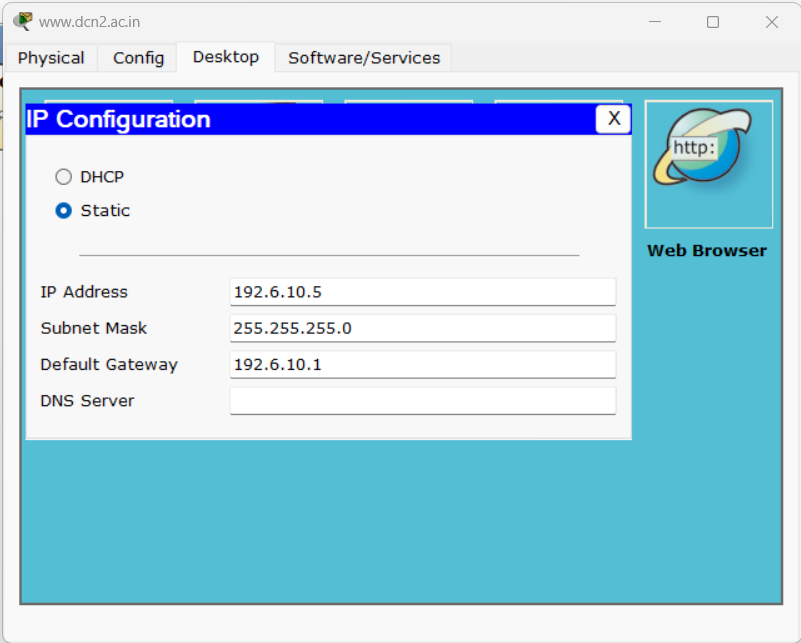 www.dcn2.ac.in
Physical Config Desktop Software/Services
IP Configuration X
http:
DHCP
Static
Web Browser
IP Address 192.6.10.5
Subnet Mask 255.255.255.0
Default Gateway 192.6.10.1
DNS Server